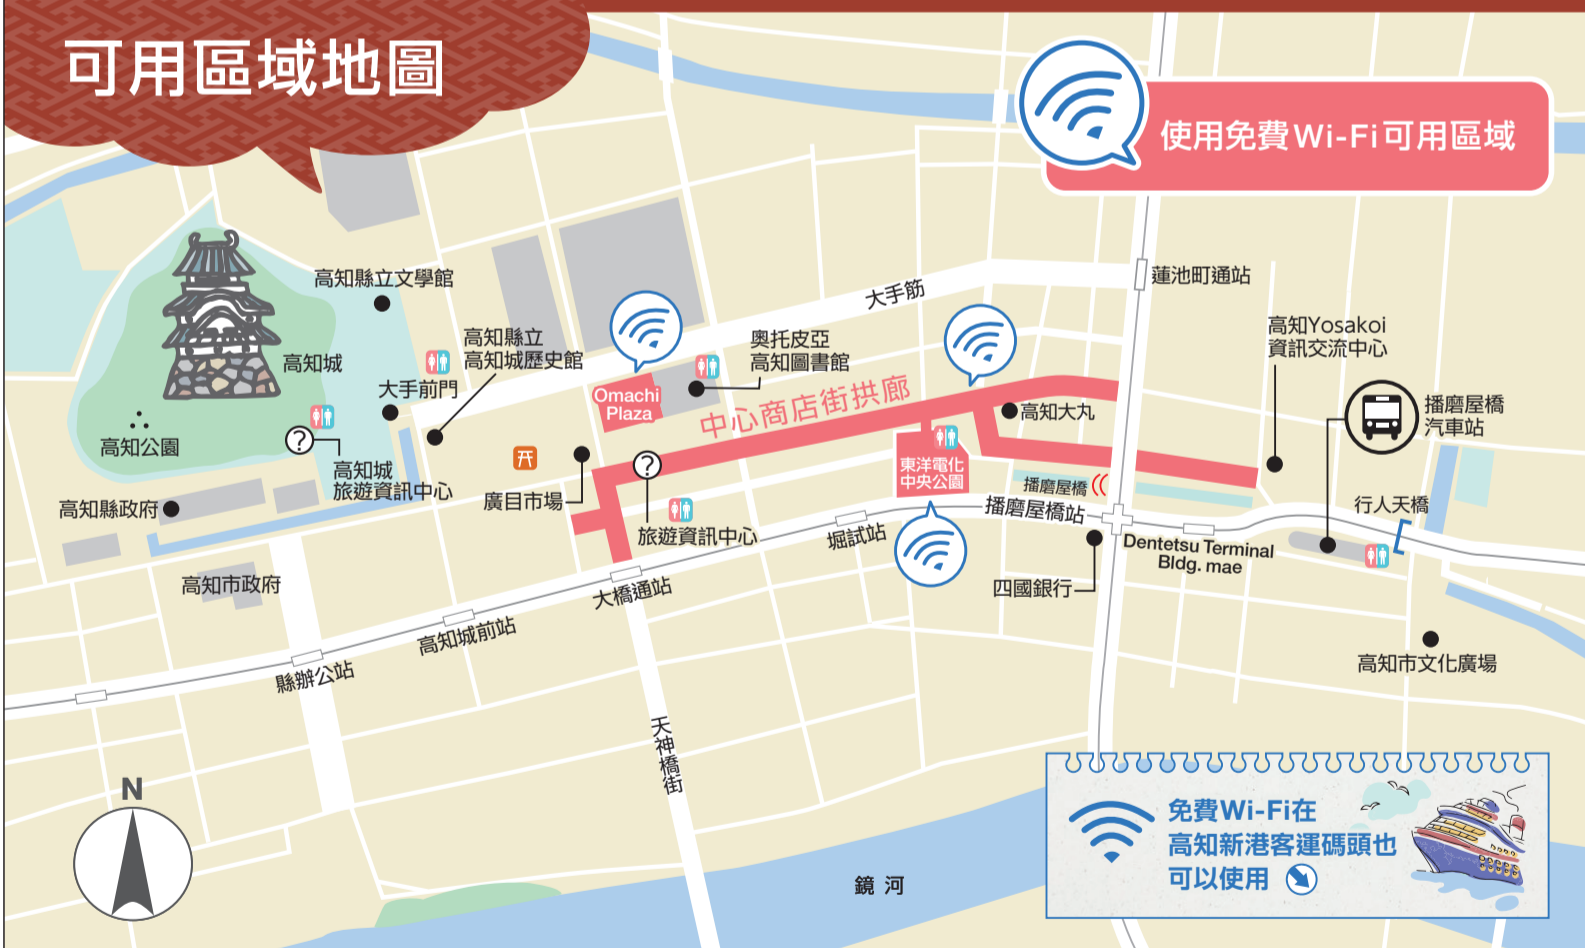 可用區域地圖
使用免費Wi-Fi可用區域
蓮池町通站
高知縣立文學館
大手筋
高知縣立
高知城歷史館
奧托皮亞
高知圖書館
高知Yosakoi
資訊交流中心
高知城
大手前門
Omachi
Plaza
中心商店街拱廊
高知大丸
播磨屋橋
汽車站
高知公園
?
高知城
旅遊資訊中心
?
東洋電化
中央公園
廣目市場
播磨屋橋
高知縣政府
播磨屋橋站
行人天橋
旅遊資訊中心
堀試站
Dentetsu Terminal
Bldg. mae
高知市政府
大橋通站
四國銀行
高知城前站
縣辦公站
高知市文化廣場
天神橋街
N
鏡河
免費Wi-Fi在
高知新港客運碼頭也
可以使用